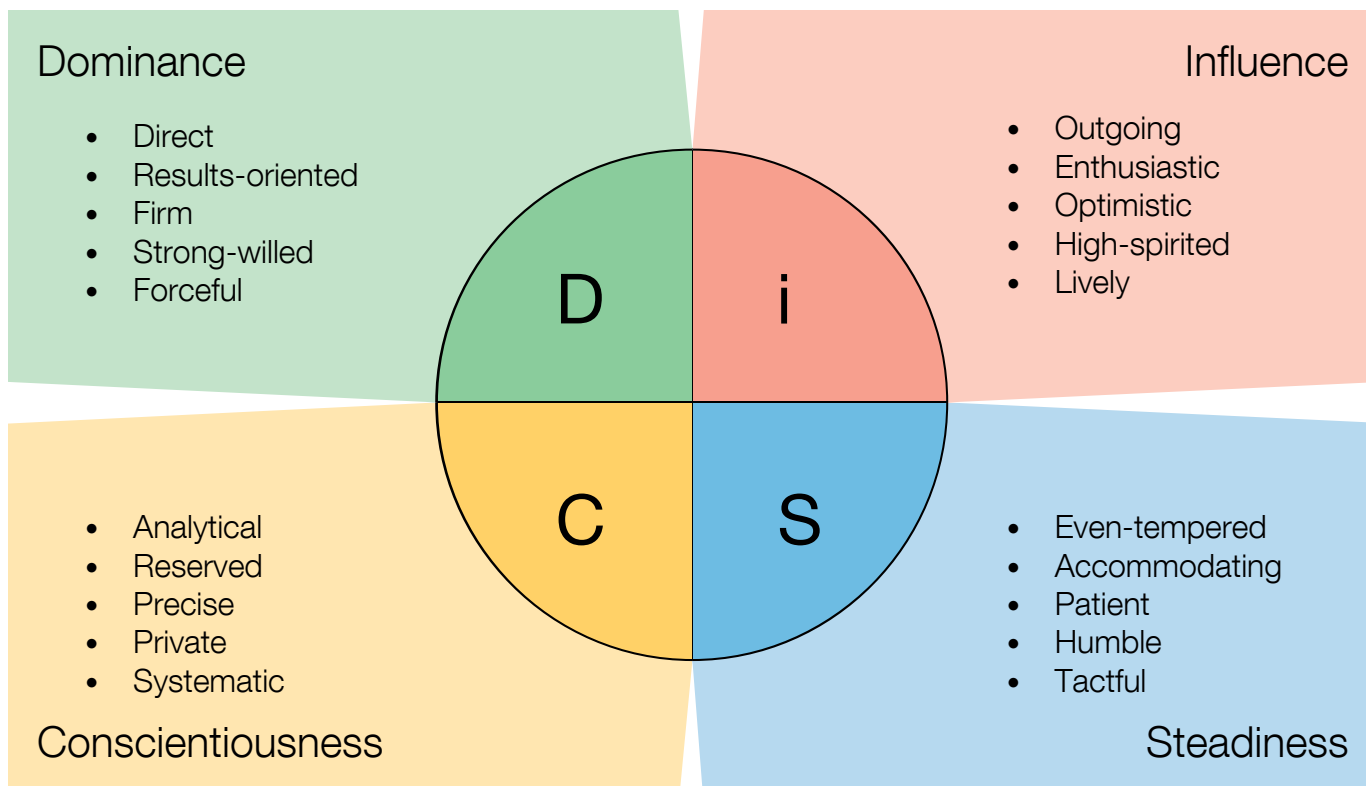 Dominance
• Direct
• Results-oriented
• Firm
• Strong-willed
• Forceful
Influence
• Outgoing
• Enthusiastic
• Optimistic
• High-spirited
• Lively
D
i
C
S
• Analytical
• Reserved
• Precise
• Private
• Systematic
Conscientiousness
• Even-tempered
• Accommodating
• Patient
• Humble
• Tactful
Steadiness